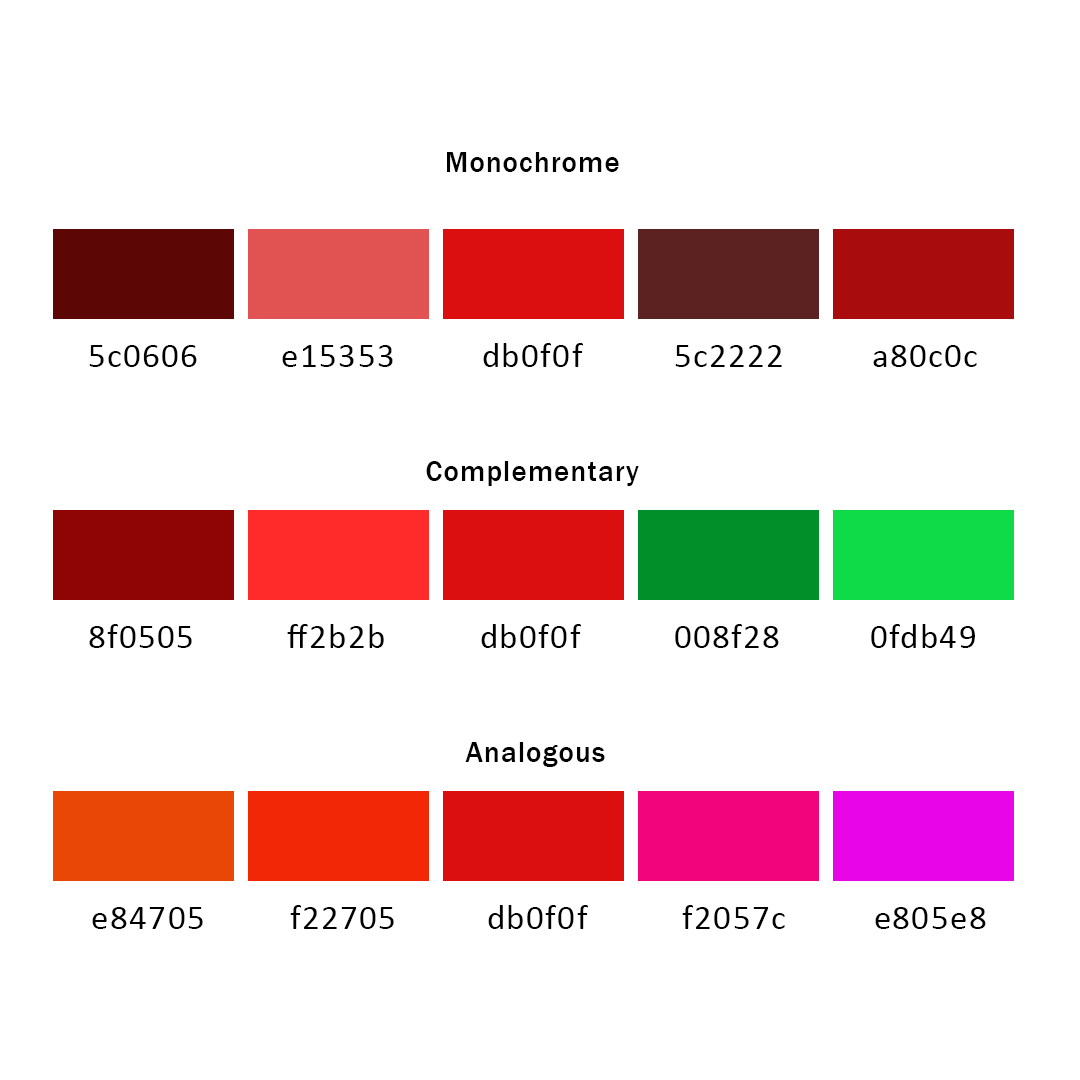 Monochrome
5c0606 e15353 db0f0f 5c2222 a80c0c
Complementary
8f0505 ff2b2b db0f0f 008f28 0fdb49
Analogous
e84705 f22705 db0f0f f2057c e805e8